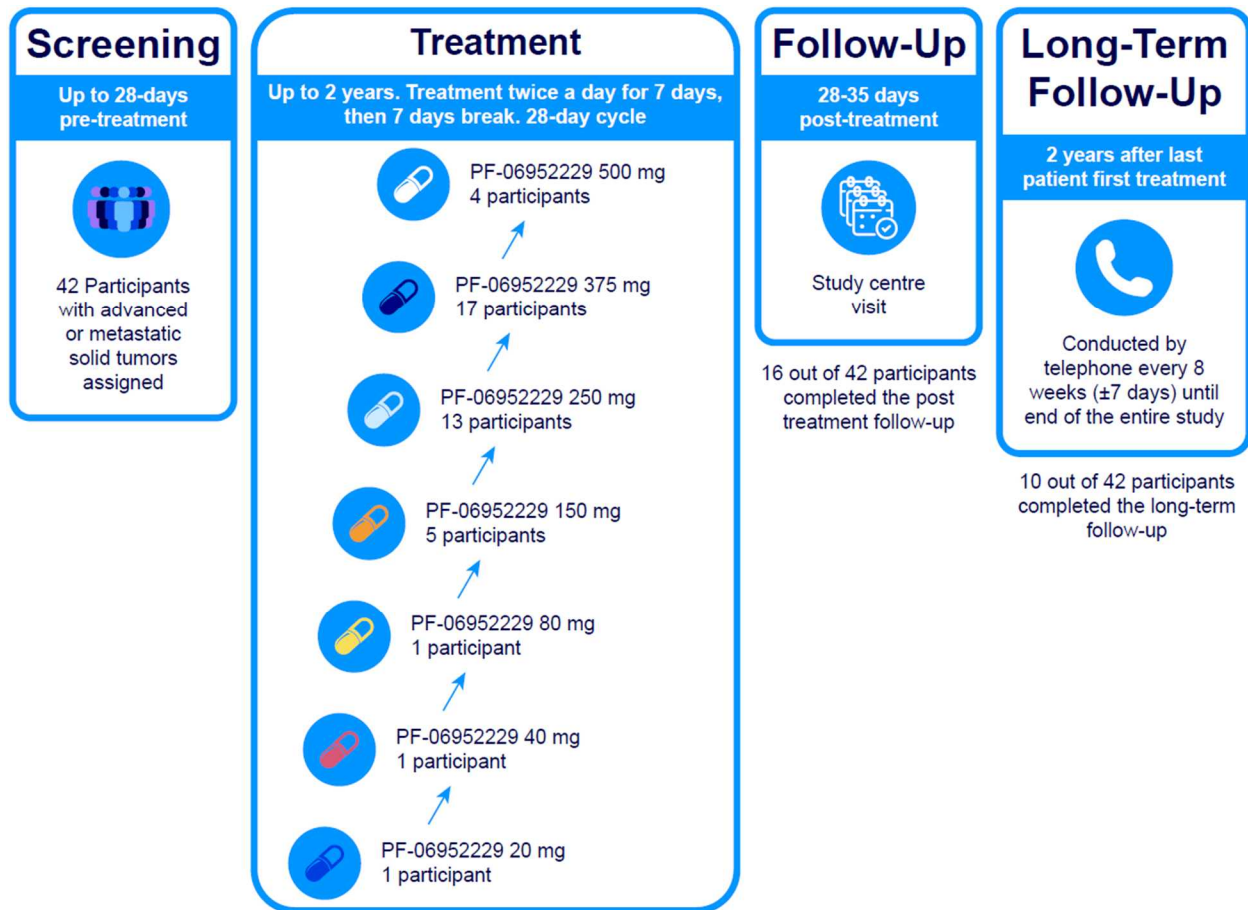 Screening
Up to 28-days
pre-treatment
42 Participants
with advanced
or metastatic
solid tumors
assigned
Treatment
Up to 2 years. Treatment twice a day for 7 days,
then 7 days break. 28-day cycle
PF-06952229 500 mg
4 participants
PF-06952229 375 mg
17 participants
PF-06952229 250 mg
13 participants
PF-06952229 150 mg
5 participants
PF-06952229 80 mg
1 participant
PF-06952229 40 mg
1 participant
PF-06952229 20 mg
1 participant
Follow-Up
28-35 days
post-treatment
Study centre
visit
16 out of 42 participants
completed the post
treatment follow-up
Long-Term
Follow-Up
2 years after last
patient first treatment
Conducted by
telephone every 8
weeks (±7 days) until
end of the entire study
10 out of 42 participants
completed the long-term
follow-up